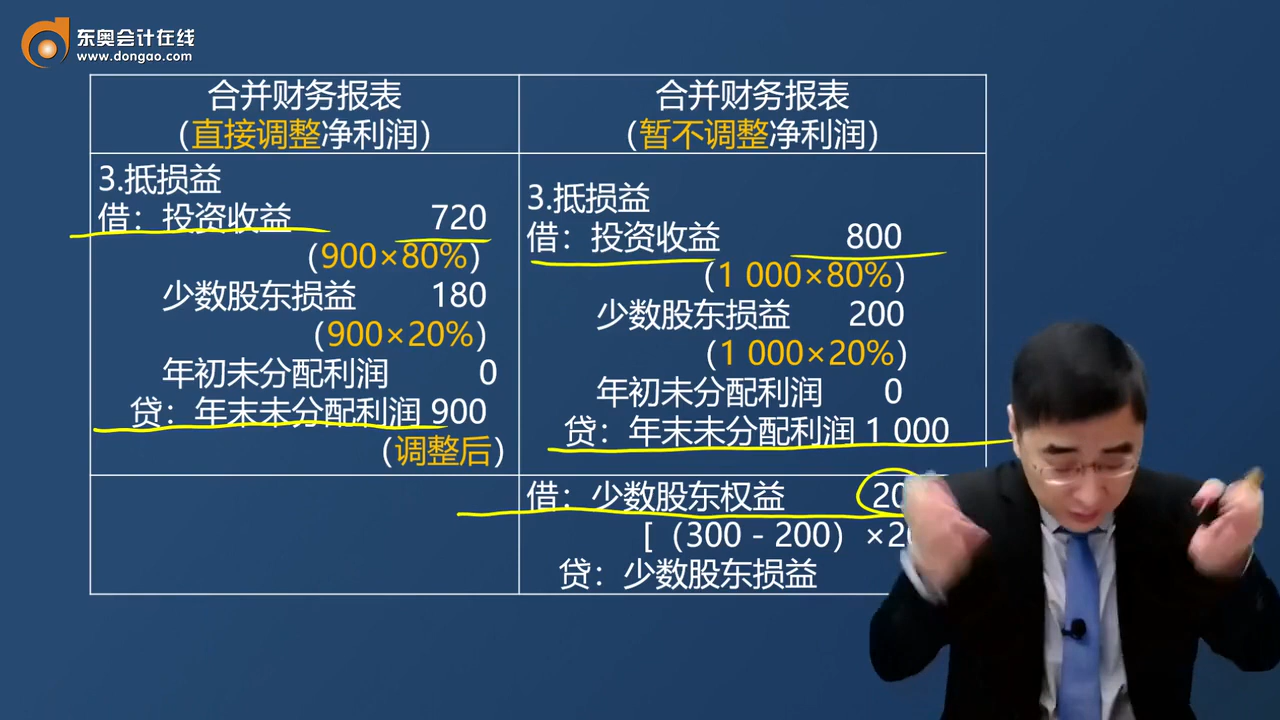 东奥会计在线
www.dongao.com
合并财务报表
（直接调整净利润）
合并财务报表
（暂不调整净利润）
3.抵损益
借：投资收益 720
（900×80%）
少数股东损益 180
（900×20%）
年初未分配利润 0
贷：年末未分配利润 900
（调整后）
3.抵损益
借：投资收益 800
（1 000×80%）
少数股东损益 200
（1 000×20%）
年初未分配利润 0
贷：年末未分配利润 1 000
借：少数股东权益 20
[（300－200）×2
贷：少数股东损益